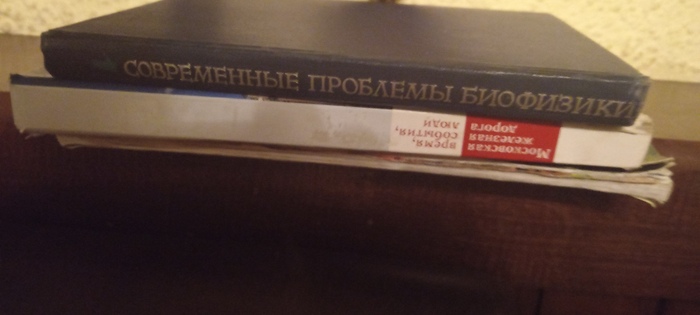 СОВРЕМЕННЫЕ ПРОБЛЕМЫ БИОФИЗИКИ
Московская
железная
дорога
время,
события,
люди